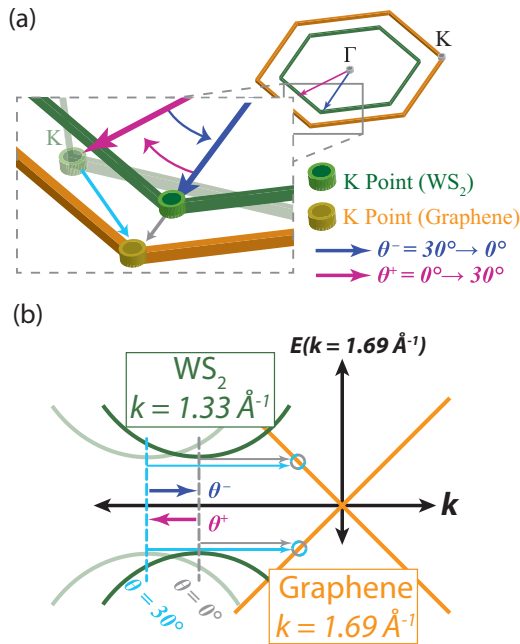 (a)
K
Γ
K
K Point (WS₂)
K Point (Graphene)
θ⁻ = 30°→ 0°
θ⁺ = 0°→ 30°
(b)
E(k = 1.69 Å⁻¹)
WS₂
k = 1.33 Å⁻¹
θ⁻
k
θ⁺
θ = 30°
θ = 0°
Graphene
k = 1.69 Å⁻¹